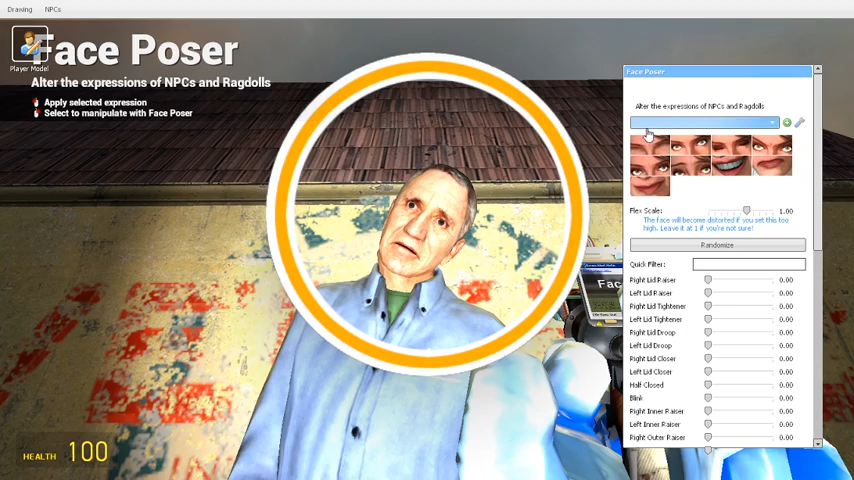 Drawing NPCs
Face Poser
Player Model
Alter the expressions of NPCs and Ragdolls
Apply selected expression
Select to manipulate with Face Poser
Face Poser
Alter the expressions of NPCs and Ragdolls
Flex Scale: 1.00
The face will become distorted if you set this too
high. Leave it at 1 if you're not sure!
Randomize
Quick Filter:
Right Lid Raiser 0.00
Left Lid Raiser 0.00
Right Lid Tightener 0.00
Left Lid Tightener 0.00
Right Lid Droop 0.00
Left Lid Droop 0.00
Right Lid Closer 0.00
Left Lid Closer 0.00
Half Closed 0.00
Blink 0.00
Right Inner Raiser 0.00
Left Inner Raiser 0.00
Right Outer Raiser 0.00
HEALTH 100